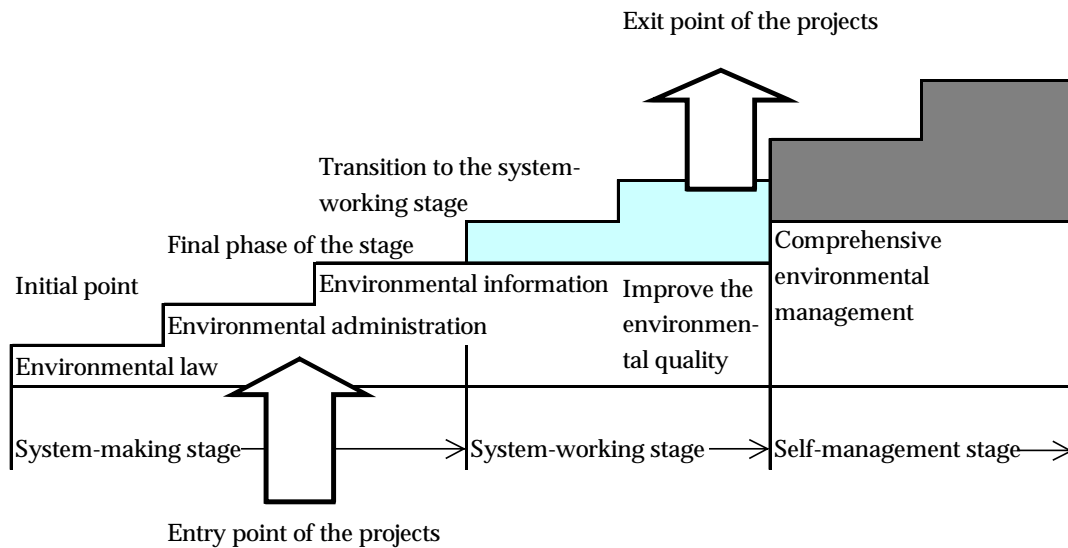 Exit point of the projects
Transition to the system-
working stage
Final phase of the stage
Initial point
Environmental information
Environmental administration
Environmental law
Improve the
environmen-
tal quality
Comprehensive
environmental
management
System-making stage
System-working stage
Self-management stage
Entry point of the projects